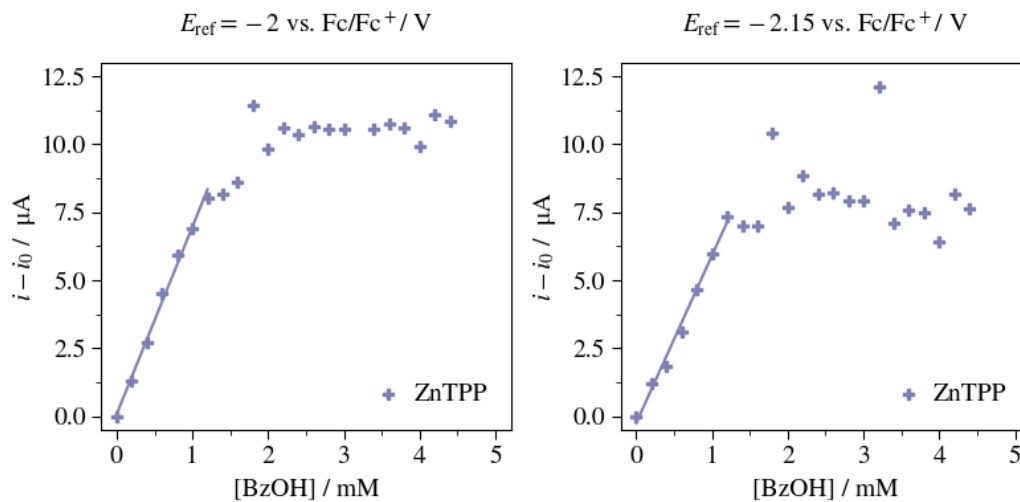 E_ref = −2 vs. Fc/Fc⁺ / V
E_ref = −2.15 vs. Fc/Fc⁺ / V
12.5
10.0
7.5
5.0
2.5
0.0
i − i₀ / μA
ZnTPP
0 1 2 3 4 5
[BzOH] / mM
12.5
10.0
7.5
5.0
2.5
0.0
i − i₀ / μA
ZnTPP
0 1 2 3 4 5
[BzOH] / mM